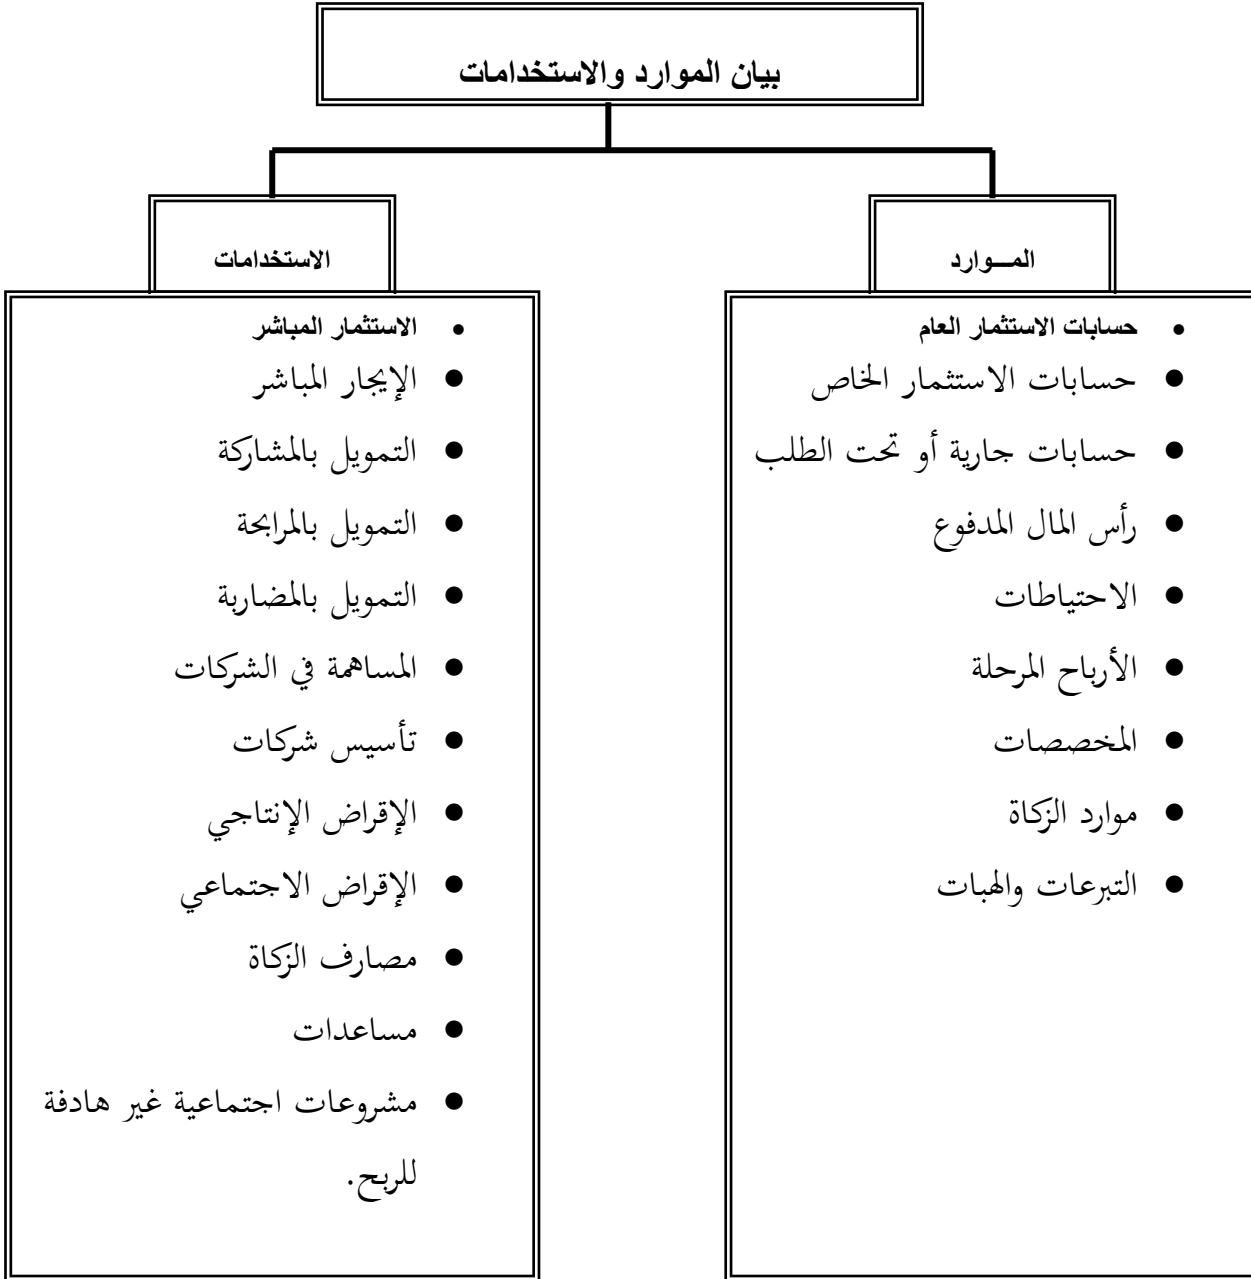 بيان الموارد والاستخدامات
المـــوارد
• حسابات الاستثمار العام
● حسابات الاستثمار الخاص
● حسابات جارية أو تحت الطلب
● رأس المال المدفوع
● الاحتياطات
● الأرباح المرحلة
● المخصصات
● موارد الزكاة
● التبرعات والهبات
الاستخدامات
• الاستثمار المباشر
● الإيجار المباشر
● التمويل بالمشاركة
● التمويل بالمرابحة
● التمويل بالمضاربة
● المساهمة في الشركات
● تأسيس شركات
● الإقراض الإنتاجي
● الإقراض الاجتماعي
● مصارف الزكاة
● مساعدات
● مشروعات اجتماعية غير هادفة
للربح.